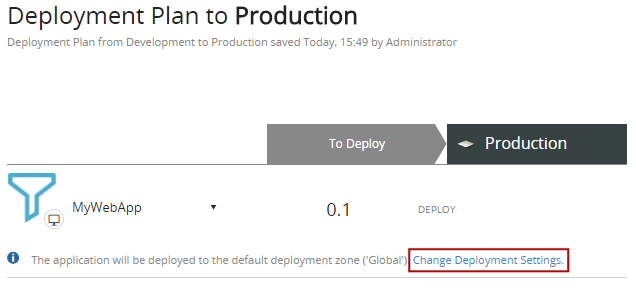 Deployment Plan to Production
Deployment Plan from Development to Production saved Today, 15:49 by Administrator
To Deploy Production
MyWebApp 0.1 DEPLOY
The application will be deployed to the default deployment zone ('Global') Change Deployment Settings.